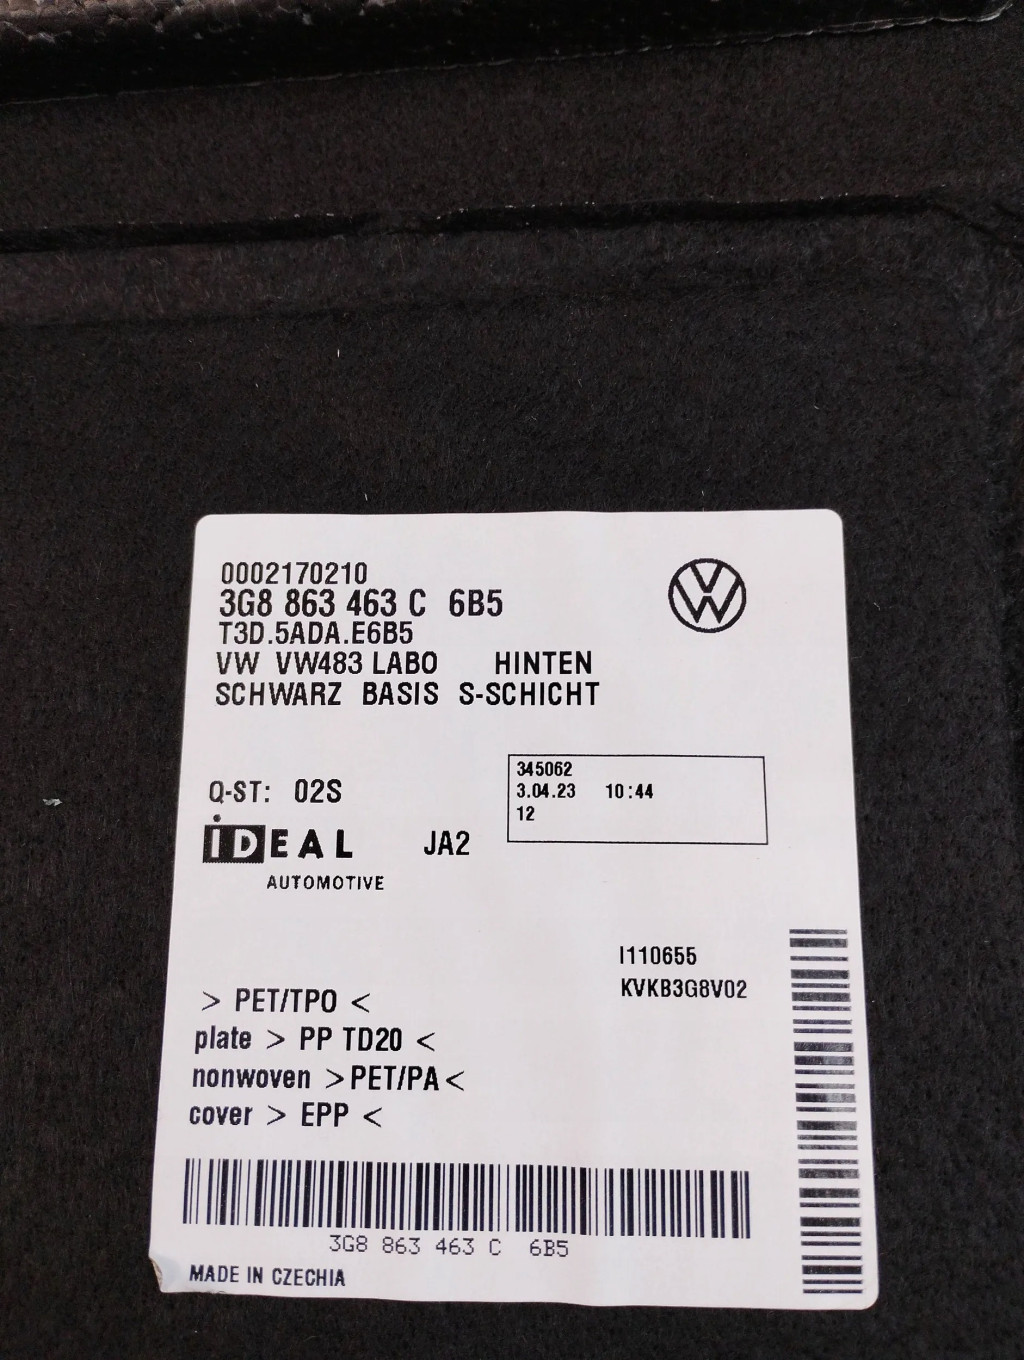 0002170210
3G8 863 463 C 6B5
T3D.5ADA.E6B5
VW VW483 LABO HINTEN
SCHWARZ BASIS S-SCHICHT
Q-ST: 02S
345062
3.04.23 10:44
12
iDEAL JA2
AUTOMOTIVE
I110655
KVKB3G8V02
> PET/TPO <
plate > PP TD20 <
nonwoven >PET/PA<
cover > EPP <
3G8 863 463 C 6B5
MADE IN CZECHIA